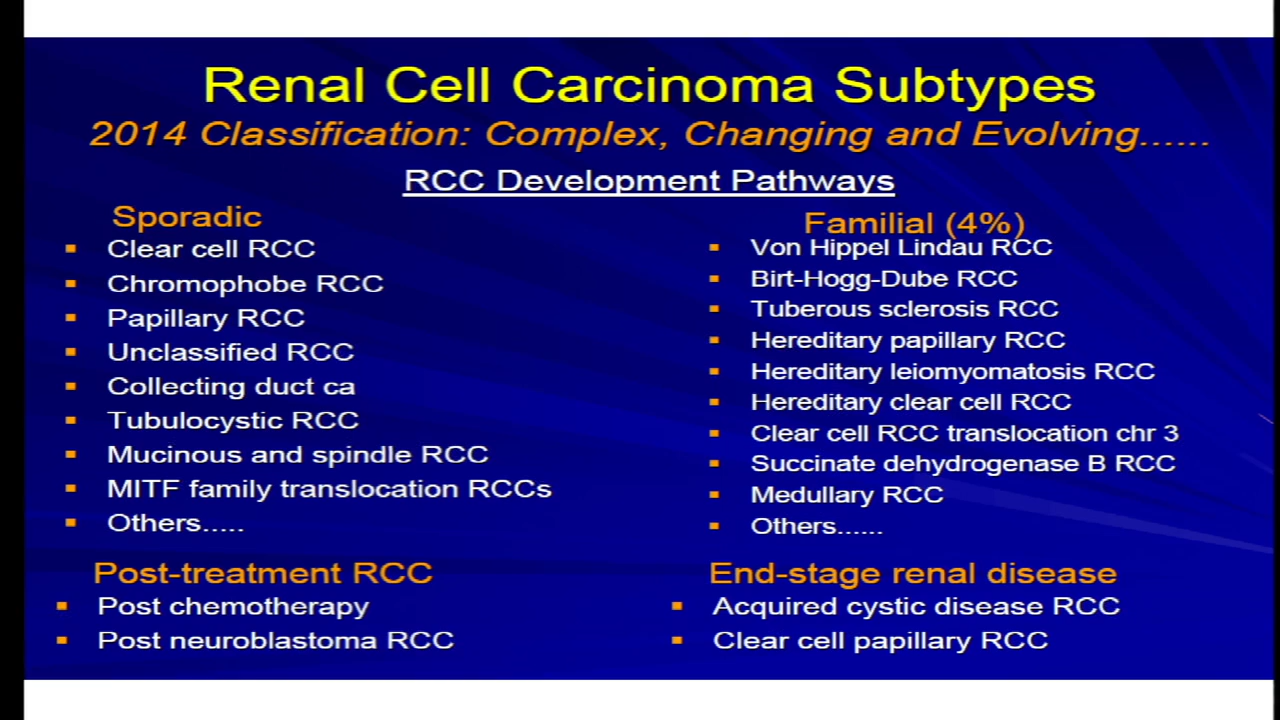 Renal Cell Carcinoma Subtypes
2014 Classification: Complex, Changing and Evolving......
RCC Development Pathways
Sporadic
Clear cell RCC
Chromophobe RCC
Papillary RCC
Unclassified RCC
Collecting duct ca
Tubulocystic RCC
Mucinous and spindle RCC
MITF family translocation RCCs
Others.....
Familial (4%)
Von Hippel Lindau RCC
Birt-Hogg-Dube RCC
Tuberous sclerosis RCC
Hereditary papillary RCC
Hereditary leiomyomatosis RCC
Hereditary clear cell RCC
Clear cell RCC translocation chr 3
Succinate dehydrogenase B RCC
Medullary RCC
Others......
Post-treatment RCC
Post chemotherapy
Post neuroblastoma RCC
End-stage renal disease
Acquired cystic disease RCC
Clear cell papillary RCC